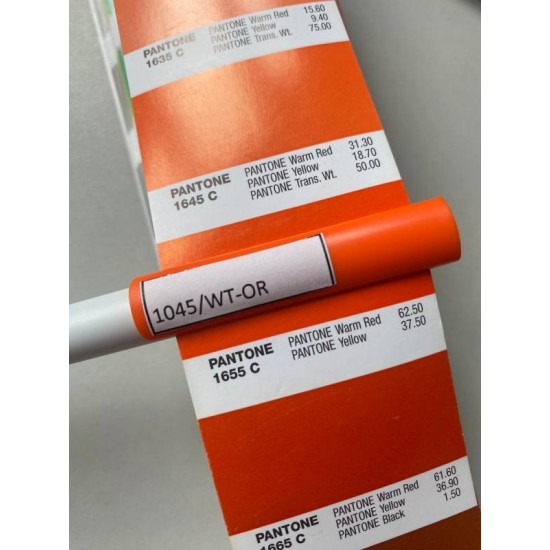 PANTONE
1635 C
PANTONE Warm Red 15.60
PANTONE Yellow 9.40
PANTONE Trans. Wt. 75.00
PANTONE
1645 C
PANTONE Warm Red 31.30
PANTONE Yellow 18.70
PANTONE Trans. Wt. 50.00
1045/WT-OR
PANTONE
1655 C
PANTONE Warm Red 62.50
PANTONE Yellow 37.50
PANTONE
1665 C
PANTONE Warm Red 61.60
PANTONE Yellow 36.90
PANTONE Black 1.50